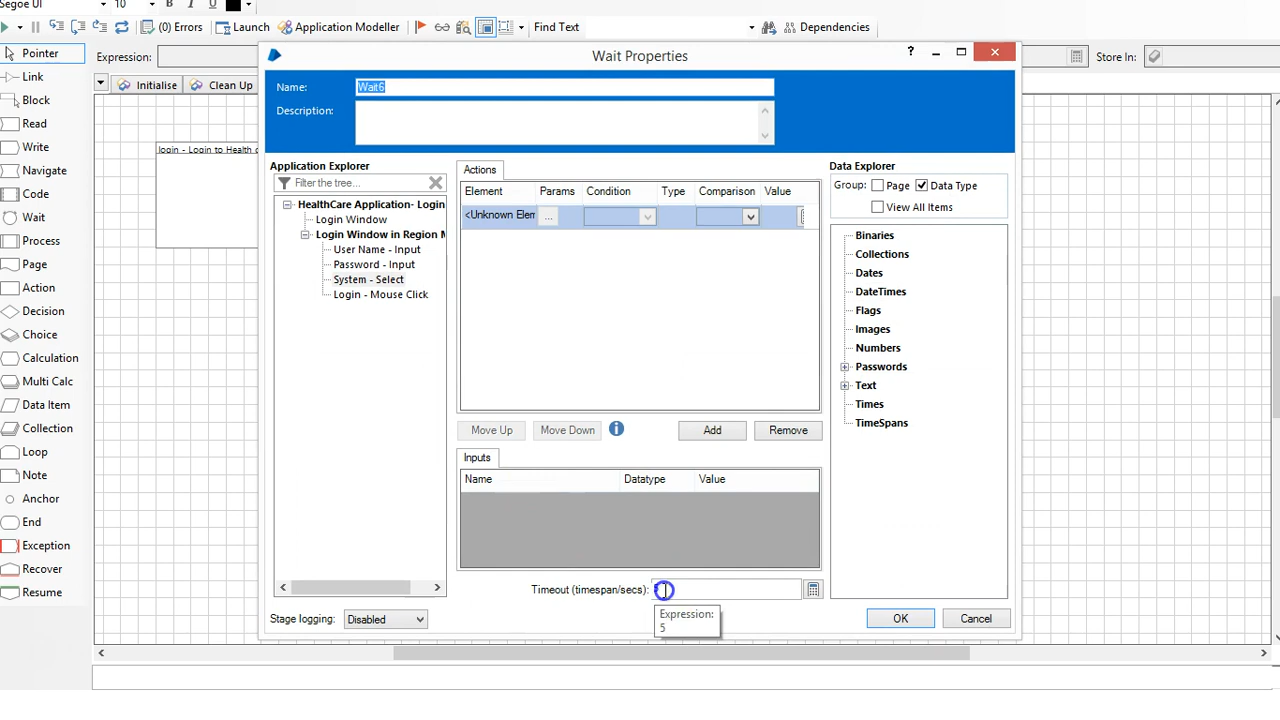 Segoe UI 10 B I U
(0) Errors Launch Application Modeller Find Text Dependencies
Pointer Expression: Store In:
Link Initialise Clean Up
Block
Read
Write
Navigate
Code
Wait
Process
Page
Action
Decision
Choice
Calculation
Multi Calc
Data Item
Collection
Loop
Note
Anchor
End
Exception
Recover
Resume
login - Login to Health
Wait Properties
?
Name: Wait6
Description:
Application Explorer
Filter the tree...
HealthCare Application- Login
Login Window
Login Window in Region M
User Name - Input
Password - Input
System - Select
Login - Mouse Click
Stage logging: Disabled
Actions
Element Params Condition Type Comparison Value
<Unknown Elem ...
Move Up Move Down i Add Remove
Inputs
Name Datatype Value
Timeout (timespan/secs):
Expression:
5
OK Cancel
Data Explorer
Group: Page Data Type
View All Items
Binaries
Collections
Dates
DateTimes
Flags
Images
Numbers
Passwords
Text
Times
TimeSpans